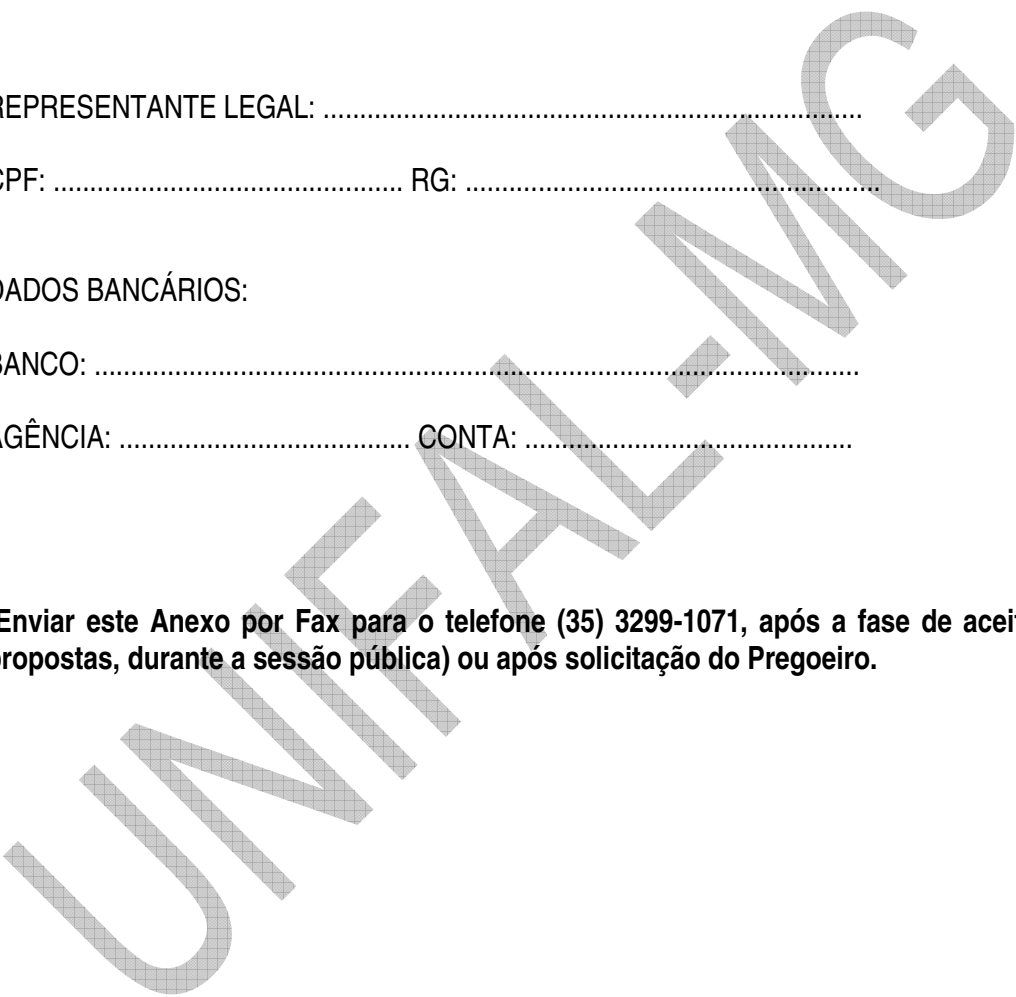 REPRESENTANTE LEGAL: ..........................................................................
CPF: ................................................ RG: .........................................................
DADOS BANCÁRIOS:
BANCO: .........................................................................................................
AGÊNCIA: ........................................ CONTA: .............................................
Enviar este Anexo por Fax para o telefone (35) 3299-1071, após a fase de aceit
propostas, durante a sessão pública) ou após solicitação do Pregoeiro.
UNIFAL-MG